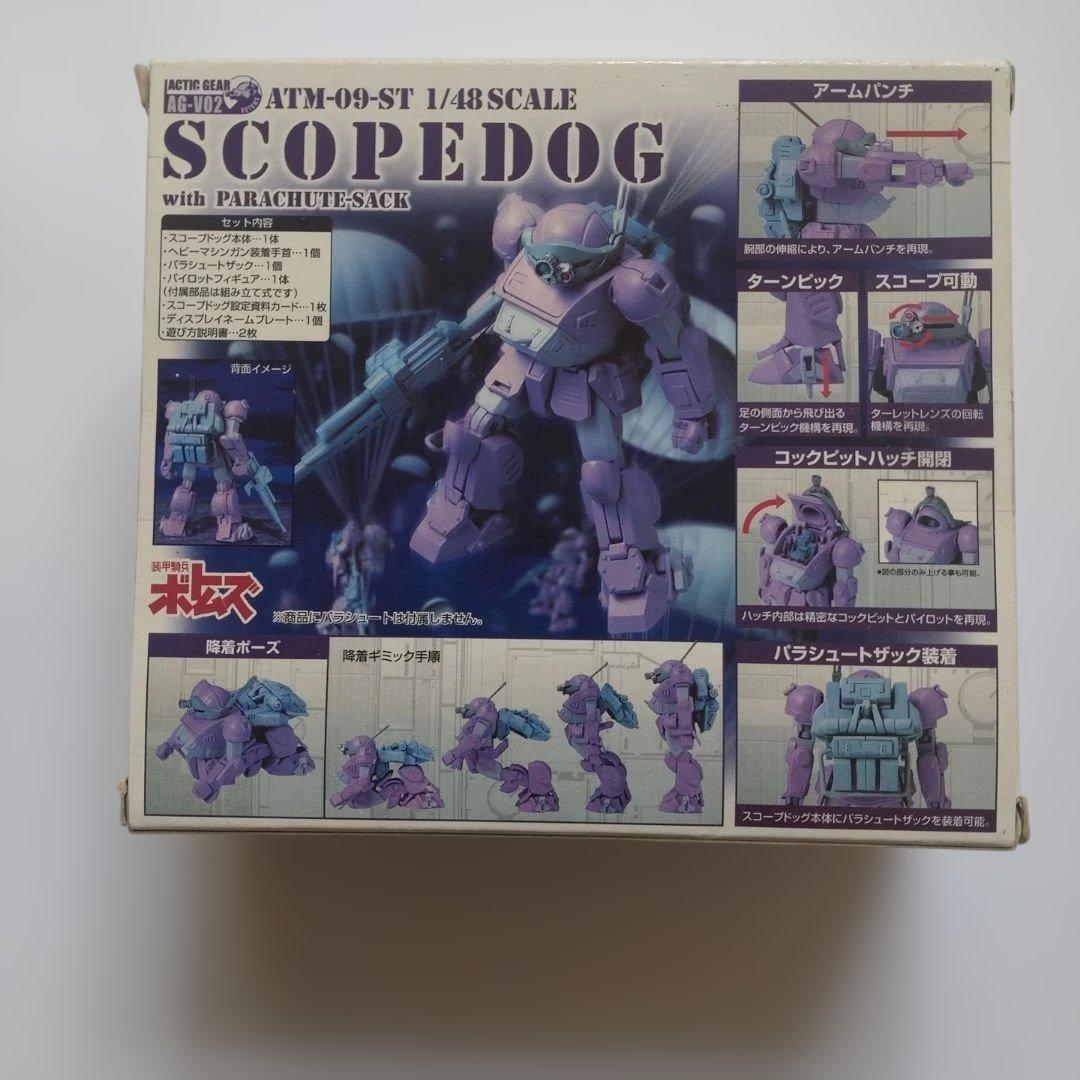 ACTIC GEAR
AG-V02
ATM-09-ST 1/48 SCALE
SCOPEDOG
with PARACHUTE-SACK
セット内容
・スコープドッグ本体…1体
・ヘビーマシンガン装着手首…1個
・パラシュートザック…1個
・パイロットフィギュア…1体
(付属部品は組み立て式です)
・スコープドッグ設定資料カード…1枚
・ディスプレイネームプレート…1個
・遊び方説明書…2枚
背面イメージ
装甲騎兵
ボトムズ
※商品にパラシュートは付属しません。
アームパンチ
腕部の伸縮により、アームパンチを再現。
ターンピック
足の側面から飛び出る
ターンピック機構を再現。
スコープ可動
ターレットレンズの回転
機構を再現。
コックピットハッチ開閉
●図の部分のみ上げる事も可能。
ハッチ内部は精密なコックピットとパイロットを再現。
降着ポーズ
降着ギミック手順
パラシュートザック装着
スコープドッグ本体にパラシュートザックを装着可能。